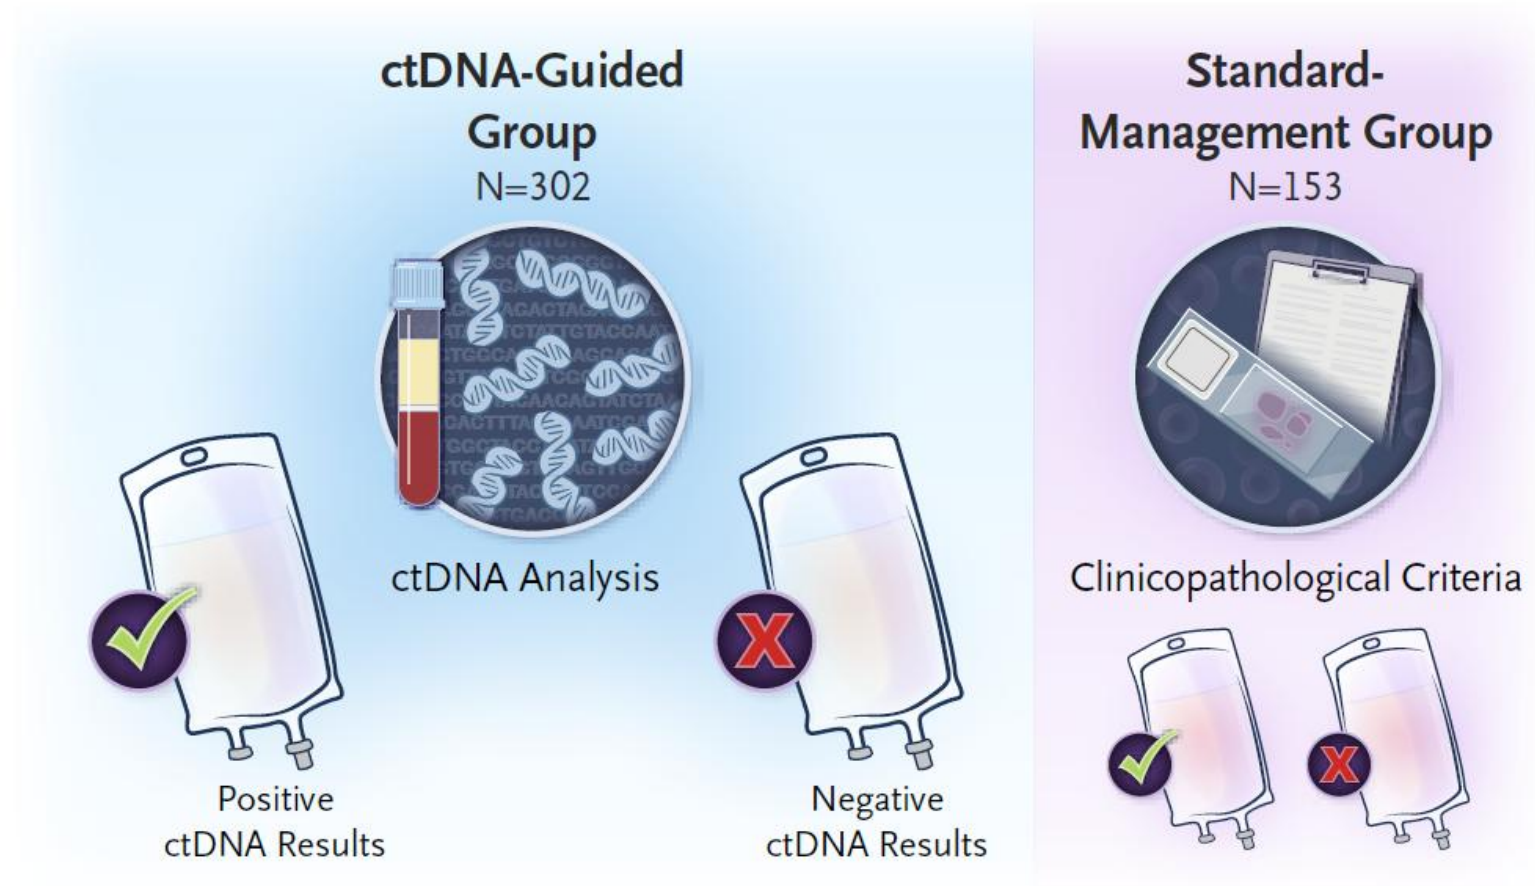 ctDNA-Guided
Group
N=302
ctDNA Analysis
Positive
ctDNA Results
Negative
ctDNA Results
Standard-
Management Group
N=153
Clinicopathological Criteria